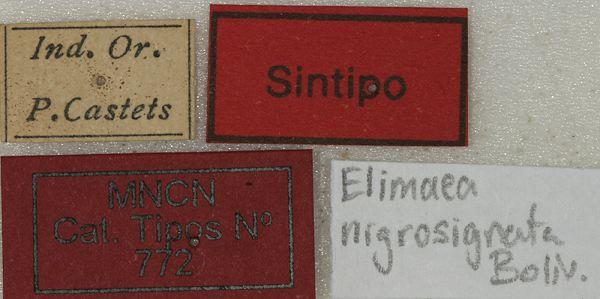 Ind. Or.
P. Castets
Sintipo
MNCN
Cat. Tipos Nº
772
Elimaea
nigrosignata
Boliv.